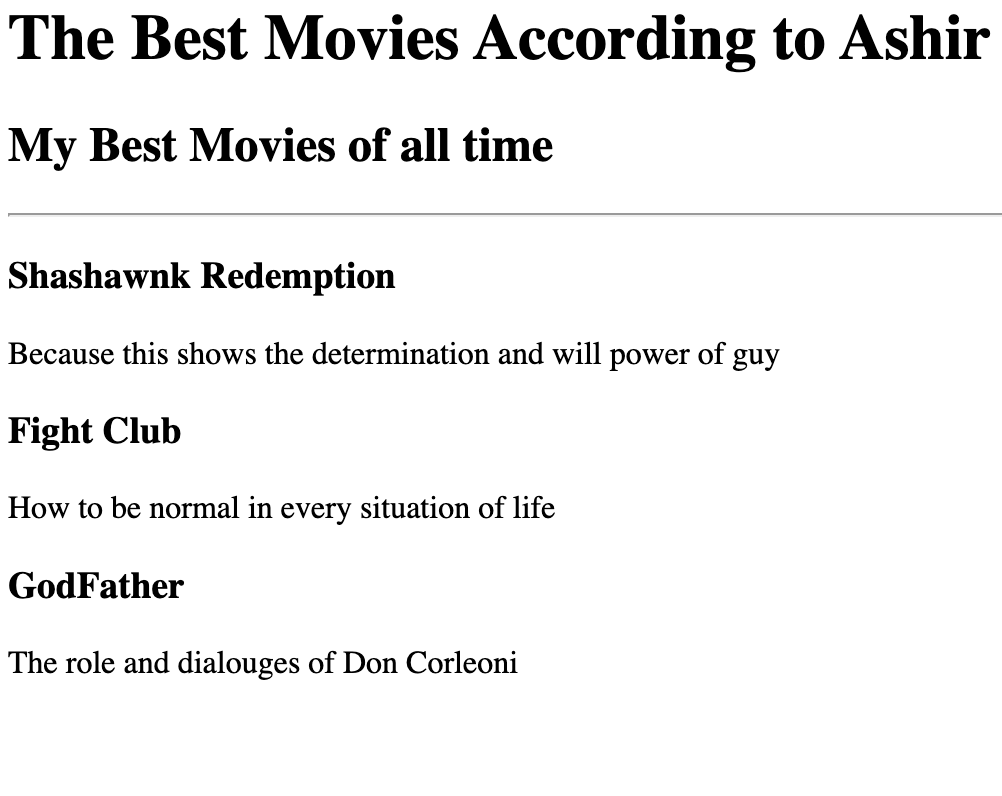 The Best Movies According to Ashir
My Best Movies of all time
Shashawnk Redemption
Because this shows the determination and will power of guy
Fight Club
How to be normal in every situation of life
GodFather
The role and dialouges of Don Corleoni